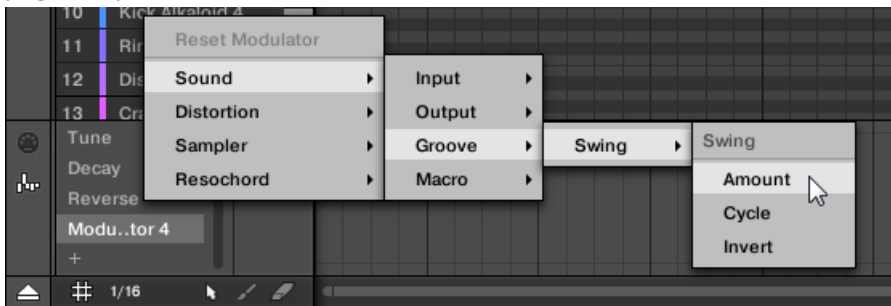 10 Kick Alkaloid 4
11 Rir
12 Dis
13 Cra
Reset Modulator
Sound
Distortion
Sampler
Resochord
Input
Output
Groove
Macro
Swing
Swing
Amount
Cycle
Invert
Tune
Decay
Reverse
Modu..tor 4
+
1/16